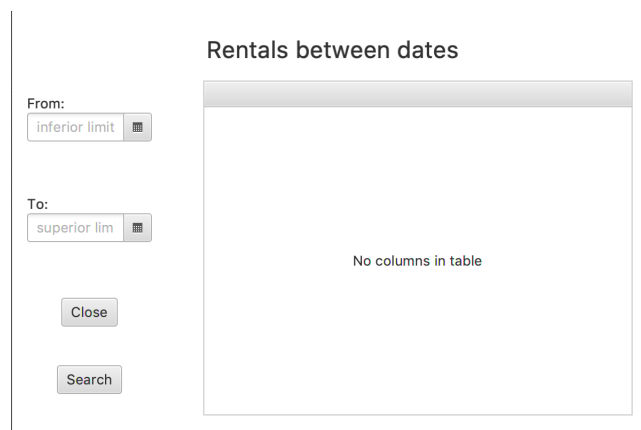 Rentals between dates
From:
inferior limit
To:
superior lim
No columns in table
Close
Search